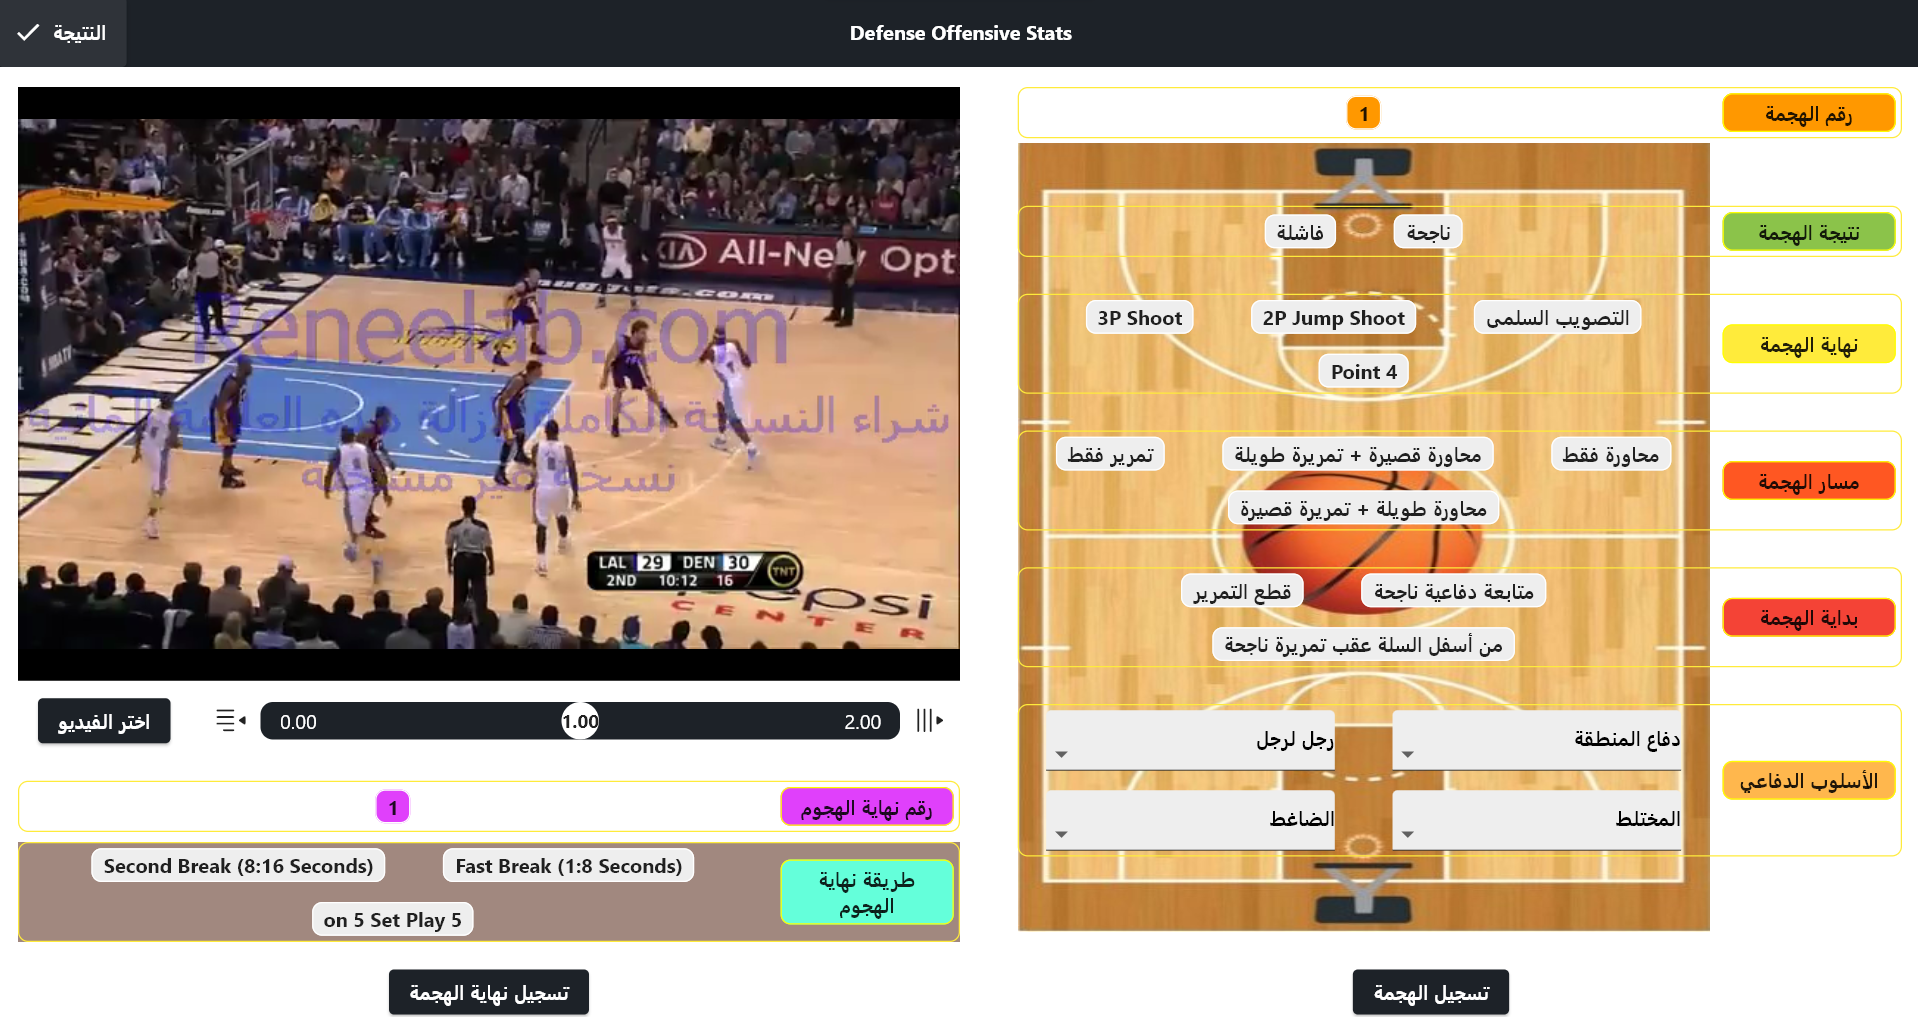 النتيجة
Defense Offensive Stats
رقم الهجمة
1
نتيجة الهجمة
ناجحة
فاشلة
نهاية الهجمة
التصويب السلمى
2P Jump Shoot
3P Shoot
Point 4
مسار الهجمة
محاورة فقط
محاورة قصيرة + تمريرة طويلة
تمرير فقط
محاورة طويلة + تمريرة قصيرة
بداية الهجمة
متابعة دفاعية ناجحة
قطع التمرير
من أسفل السلة عقب تمريرة ناجحة
الأسلوب الدفاعي
دفاع المنطقة
رجل لرجل
المختلط
الضاغط
تسجيل الهجمة
KIA All-New Opt
nuggets.com
Reneelab.com
شراء النسخة الكاملة لإزالة هذه العلامة المائية
نسخة غير مسجلة
LAL 29 DEN 30
2ND 10:12 16
TNT
epsi
CENTER
اختر الفيديو
0.00
1.00
2.00
رقم نهاية الهجوم
1
طريقة نهاية
الهجوم
Fast Break (1:8 Seconds)
Second Break (8:16 Seconds)
on 5 Set Play 5
تسجيل نهاية الهجمة